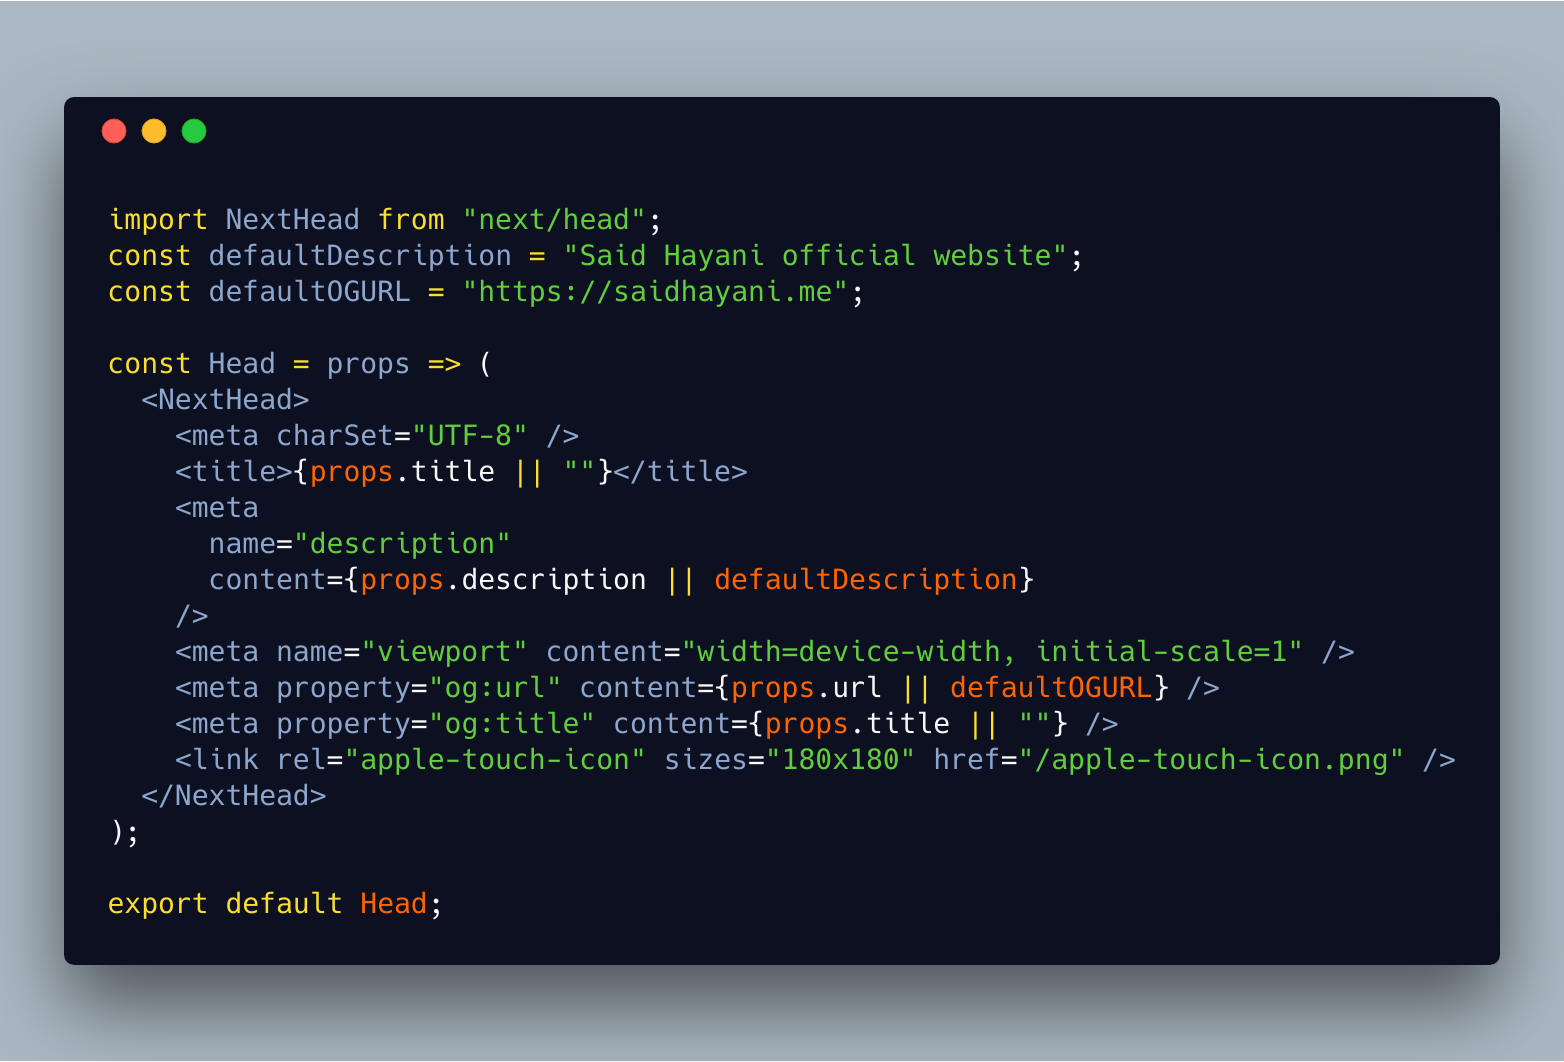 import NextHead from "next/head";
const defaultDescription = "Said Hayani official website";
const defaultOGURL = "https://saidhayani.me";

const Head = props => (
  <NextHead>
    <meta charSet="UTF-8" />
    <title>{props.title || ""}</title>
    <meta
      name="description"
      content={props.description || defaultDescription}
    />
    <meta name="viewport" content="width=device-width, initial-scale=1" />
    <meta property="og:url" content={props.url || defaultOGURL} />
    <meta property="og:title" content={props.title || ""} />
    <link rel="apple-touch-icon" sizes="180x180" href="/apple-touch-icon.png" />
  </NextHead>
);

export default Head;